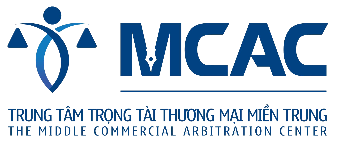 MCAC
TRUNG TÂM TRỌNG TÀI THƯƠNG MẠI MIỀN TRUNG
THE MIDDLE COMMERCIAL ARBITRATION CENTER